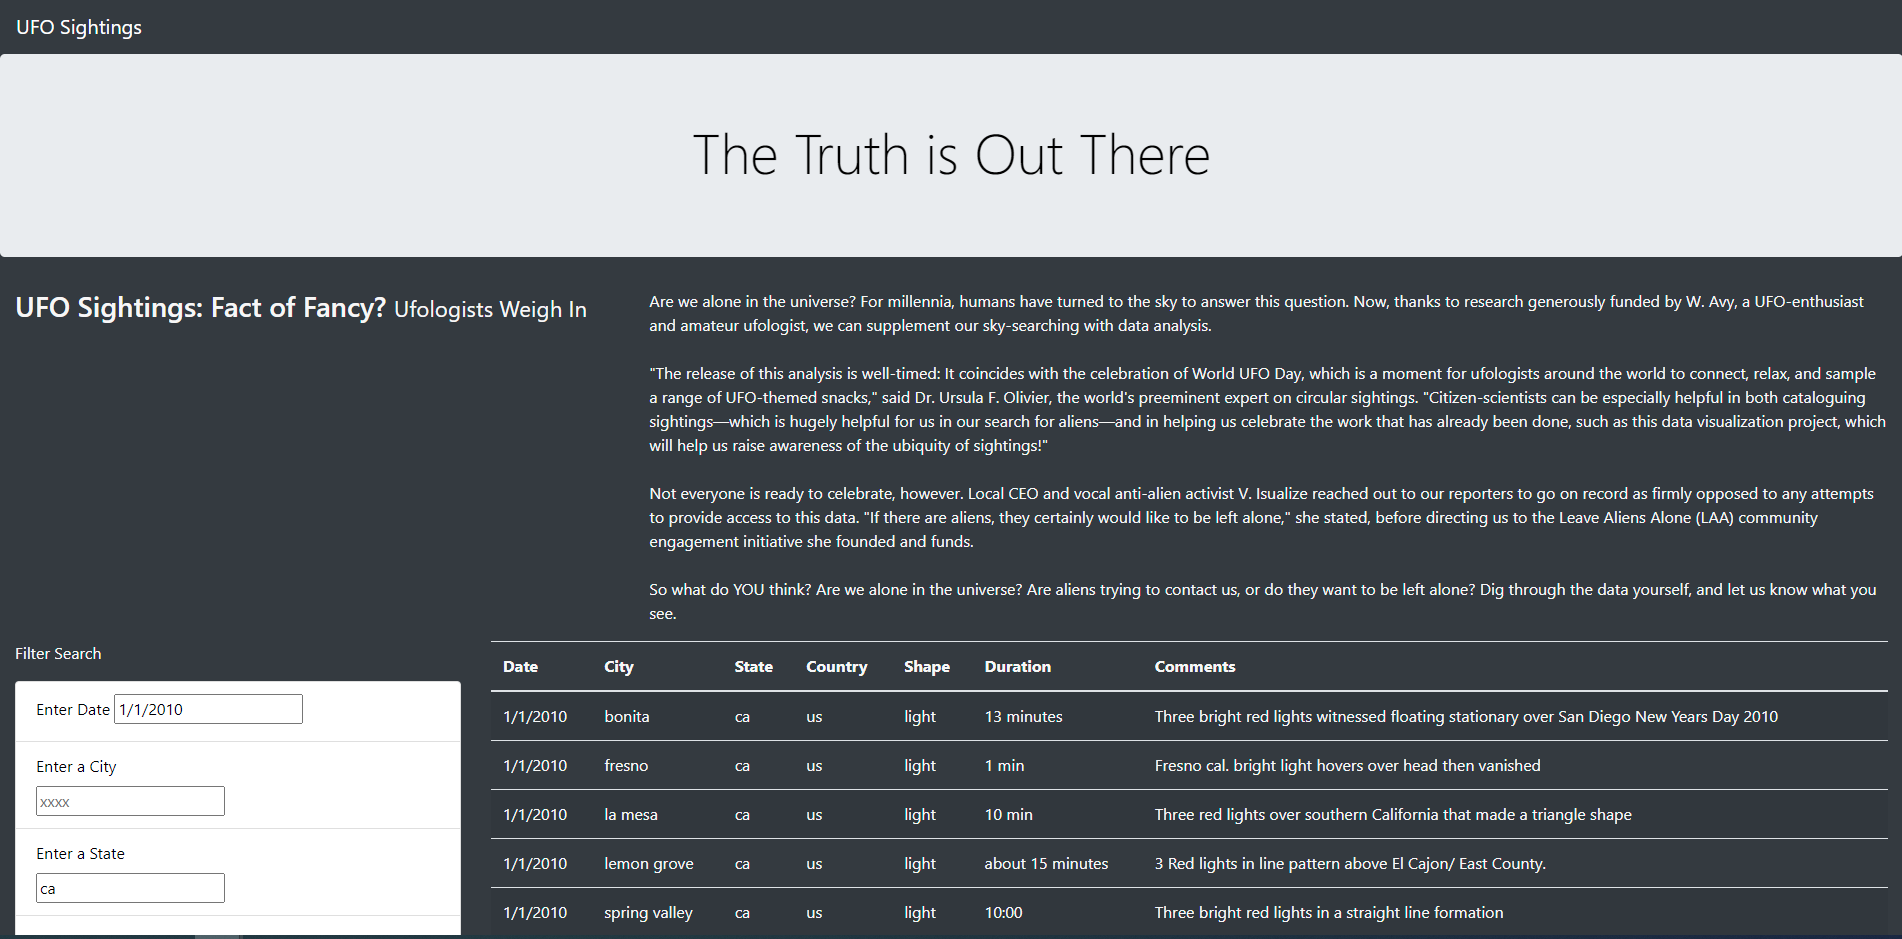 UFO Sightings
The Truth is Out There
UFO Sightings: Fact of Fancy? Ufologists Weigh In
Are we alone in the universe? For millennia, humans have turned to the sky to answer this question. Now, thanks to research generously funded by W. Avy, a UFO-enthusiast
and amateur ufologist, we can supplement our sky-searching with data analysis.
"The release of this analysis is well-timed: It coincides with the celebration of World UFO Day, which is a moment for ufologists around the world to connect, relax, and sample
a range of UFO-themed snacks," said Dr. Ursula F. Olivier, the world's preeminent expert on circular sightings. "Citizen-scientists can be especially helpful in both cataloguing
sightings—which is hugely helpful for us in our search for aliens—and in helping us celebrate the work that has already been done, such as this data visualization project, which
will help us raise awareness of the ubiquity of sightings!"
Not everyone is ready to celebrate, however. Local CEO and vocal anti-alien activist V. Isualize reached out to our reporters to go on record as firmly opposed to any attempts
to provide access to this data. "If there are aliens, they certainly would like to be left alone," she stated, before directing us to the Leave Aliens Alone (LAA) community
engagement initiative she founded and funds.
So what do YOU think? Are we alone in the universe? Are aliens trying to contact us, or do they want to be left alone? Dig through the data yourself, and let us know what you
see.
Filter Search
Enter Date 1/1/2010
Enter a City
xxxx
Enter a State
ca
Date City State Country Shape Duration Comments
1/1/2010 bonita ca us light 13 minutes Three bright red lights witnessed floating stationary over San Diego New Years Day 2010
1/1/2010 fresno ca us light 1 min Fresno cal. bright light hovers over head then vanished
1/1/2010 la mesa ca us light 10 min Three red lights over southern California that made a triangle shape
1/1/2010 lemon grove ca us light about 15 minutes 3 Red lights in line pattern above El Cajon/ East County.
1/1/2010 spring valley ca us light 10:00 Three bright red lights in a straight line formation